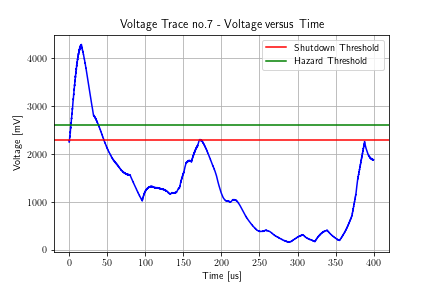 Voltage Trace no.7 - Voltage versus Time
Shutdown Threshold
Hazard Threshold
Voltage [mV]
4000
3000
2000
1000
0
0 50 100 150 200 250 300 350 400
Time [us]